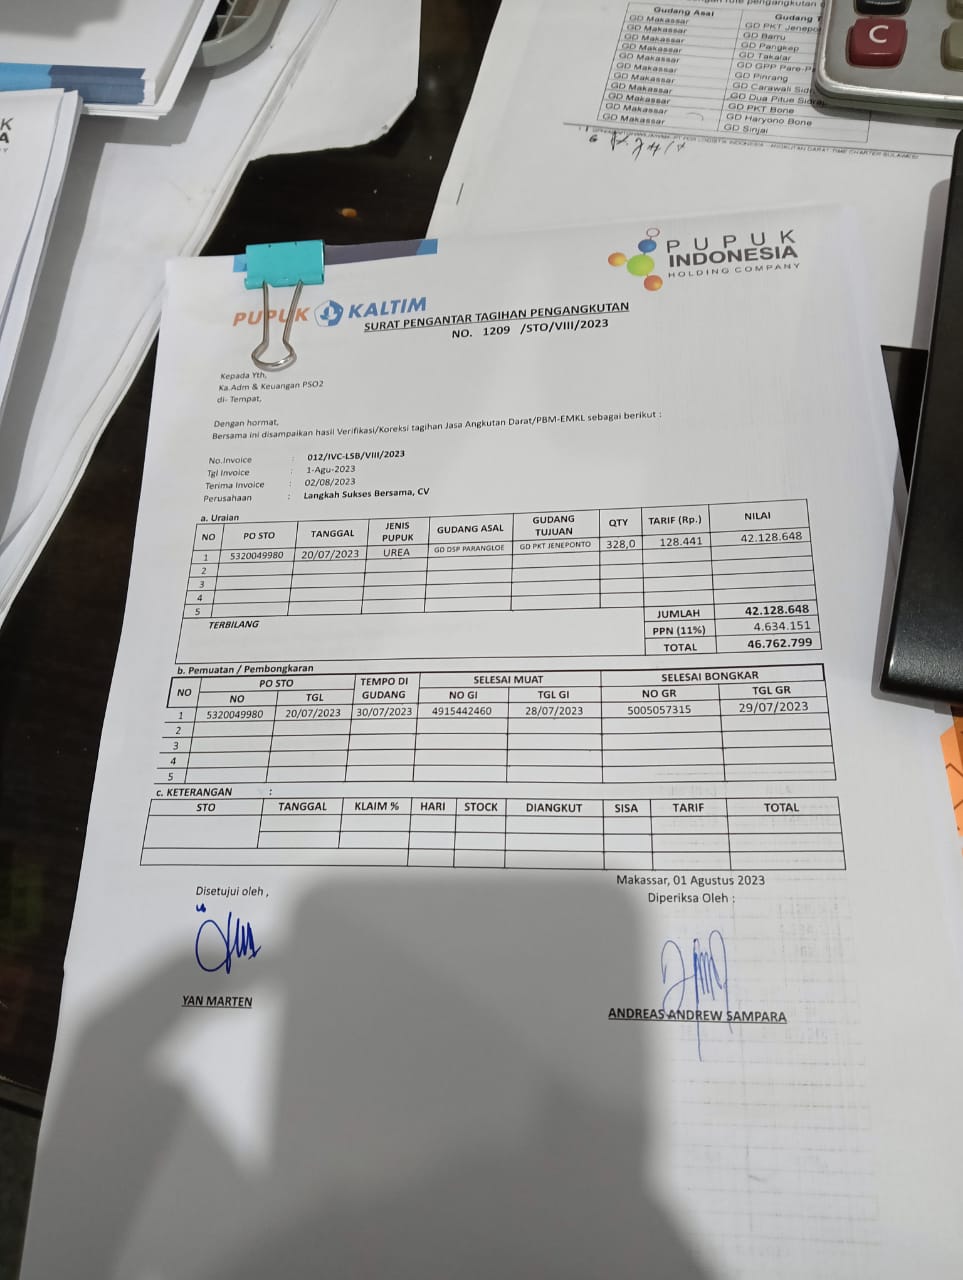 Gudang Asal Gudang
GD Makassar GD PKT Jenepo
GD Makassar GD Barru
GD Makassar GD Pangkep
GD Makassar GD Takalar
GD Makassar GD GPP Pare-P
GD Makassar GD Pinrang
GD Makassar GD Carawali Sid
GD Makassar GD Dua Pitue Sidra
GD Makassar GD PKT Bone
GD Makassar GD Haryono Bone
GD Makassar GD Sinjai
C
PUPUK
INDONESIA
HOLDING COMPANY
PUPUK KALTIM
SURAT PENGANTAR TAGIHAN PENGANGKUTAN
NO. 1209 /STO/VIII/2023
Kepada Yth,
Ka.Adm & Keuangan PSO2
di- Tempat,
Dengan hormat,
Bersama ini disampaikan hasil Verifikasi/Koreksi tagihan Jasa Angkutan Darat/PBM-EMKL sebagai berikut :
No.Invoice : 012/IVC-LSB/VIII/2023
Tgl Invoice : 1-Agu-2023
Terima Invoice : 02/08/2023
Perusahaan : Langkah Sukses Bersama, CV
a. Uraian
NO PO STO TANGGAL JENIS PUPUK GUDANG ASAL GUDANG TUJUAN QTY TARIF (Rp.) NILAI
1 5320049980 20/07/2023 UREA GD DSP PARANGLOE GD PKT JENEPONTO 328,0 128.441 42.128.648
2
3
4
5
JUMLAH 42.128.648
TERBILANG
PPN (11%) 4.634.151
TOTAL 46.762.799
b. Pemuatan / Pembongkaran
NO PO STO TEMPO DI GUDANG SELESAI MUAT SELESAI BONGKAR
NO TGL NO GI TGL GI NO GR TGL GR
1 5320049980 20/07/2023 30/07/2023 4915442460 28/07/2023 5005057315 29/07/2023
2
3
4
5
c. KETERANGAN :
STO TANGGAL KLAIM % HARI STOCK DIANGKUT SISA TARIF TOTAL
Makassar, 01 Agustus 2023
Disetujui oleh , Diperiksa Oleh :
YAN MARTEN
ANDREAS ANDREW SAMPARA